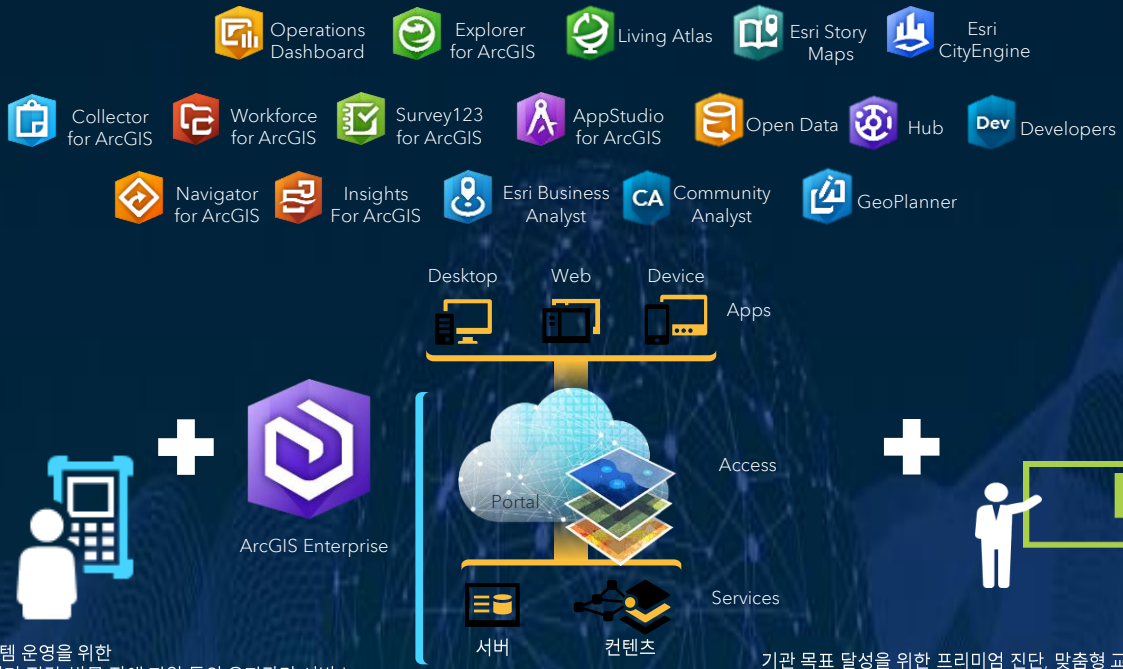 Operations
Dashboard
Explorer
for ArcGIS
Living Atlas
Esri Story
Maps
Esri
CityEngine
Collector
for ArcGIS
Workforce
for ArcGIS
Survey123
for ArcGIS
AppStudio
for ArcGIS
Open Data
Hub
Dev
Developers
Navigator
for ArcGIS
Insights
For ArcGIS
Esri Business
Analyst
CA
Community
Analyst
GeoPlanner
Desktop
Web
Device
Apps
Access
Portal
ArcGIS Enterprise
Services
서버
컨텐츠
운영을 위한
기관 목표 달성을 위한 프리미엄 진단, 맞춤형